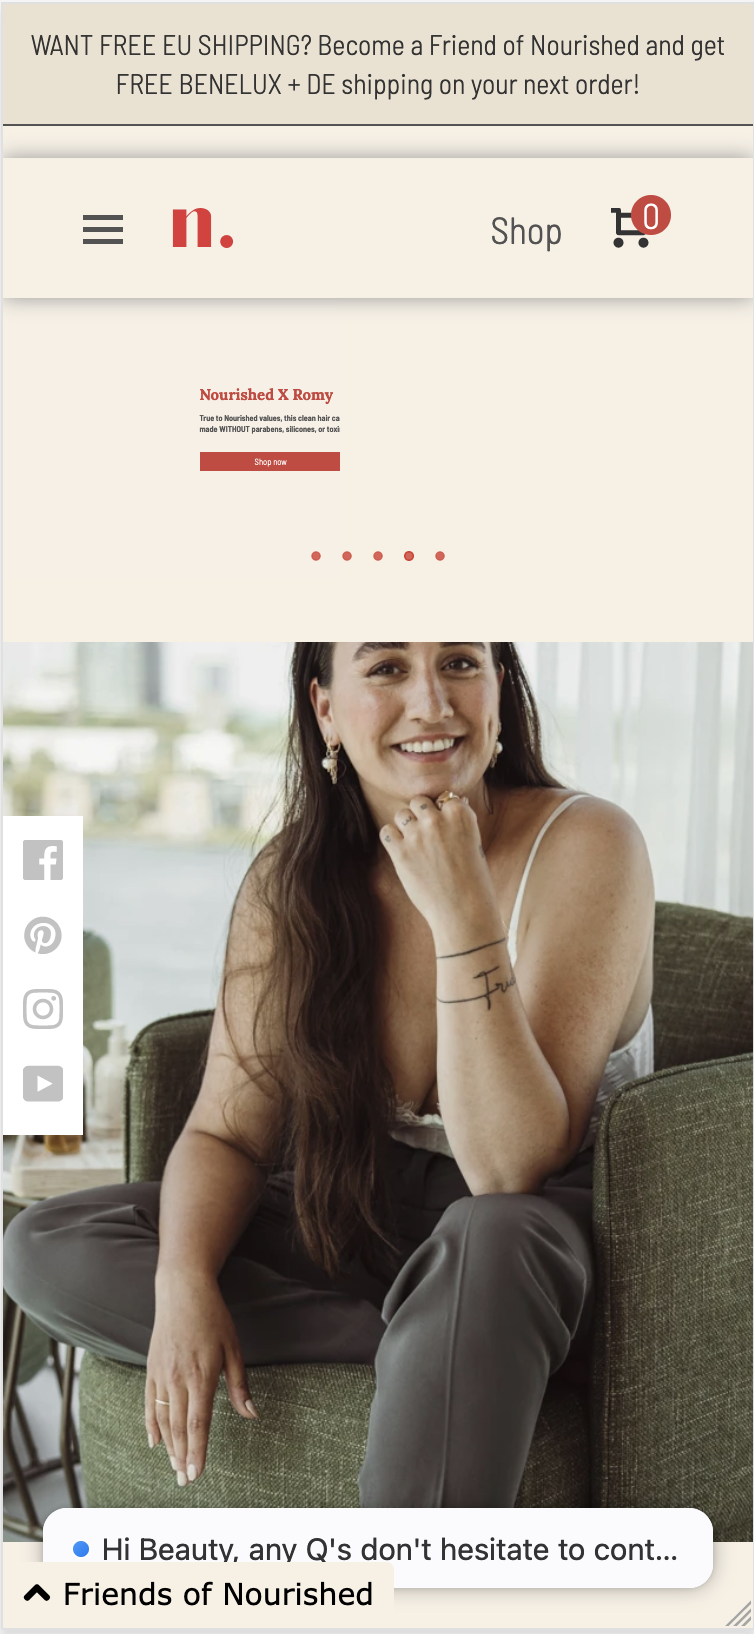 WANT FREE EU SHIPPING? Become a Friend of Nourished and get
FREE BENELUX + DE shipping on your next order!
n.
Shop
0
Nourished X Romy
True to Nourished values, this clean hair ca
made WITHOUT parabens, silicones, or toxi
Shop now
Hi Beauty, any Q's don't hesitate to cont...
Friends of Nourished